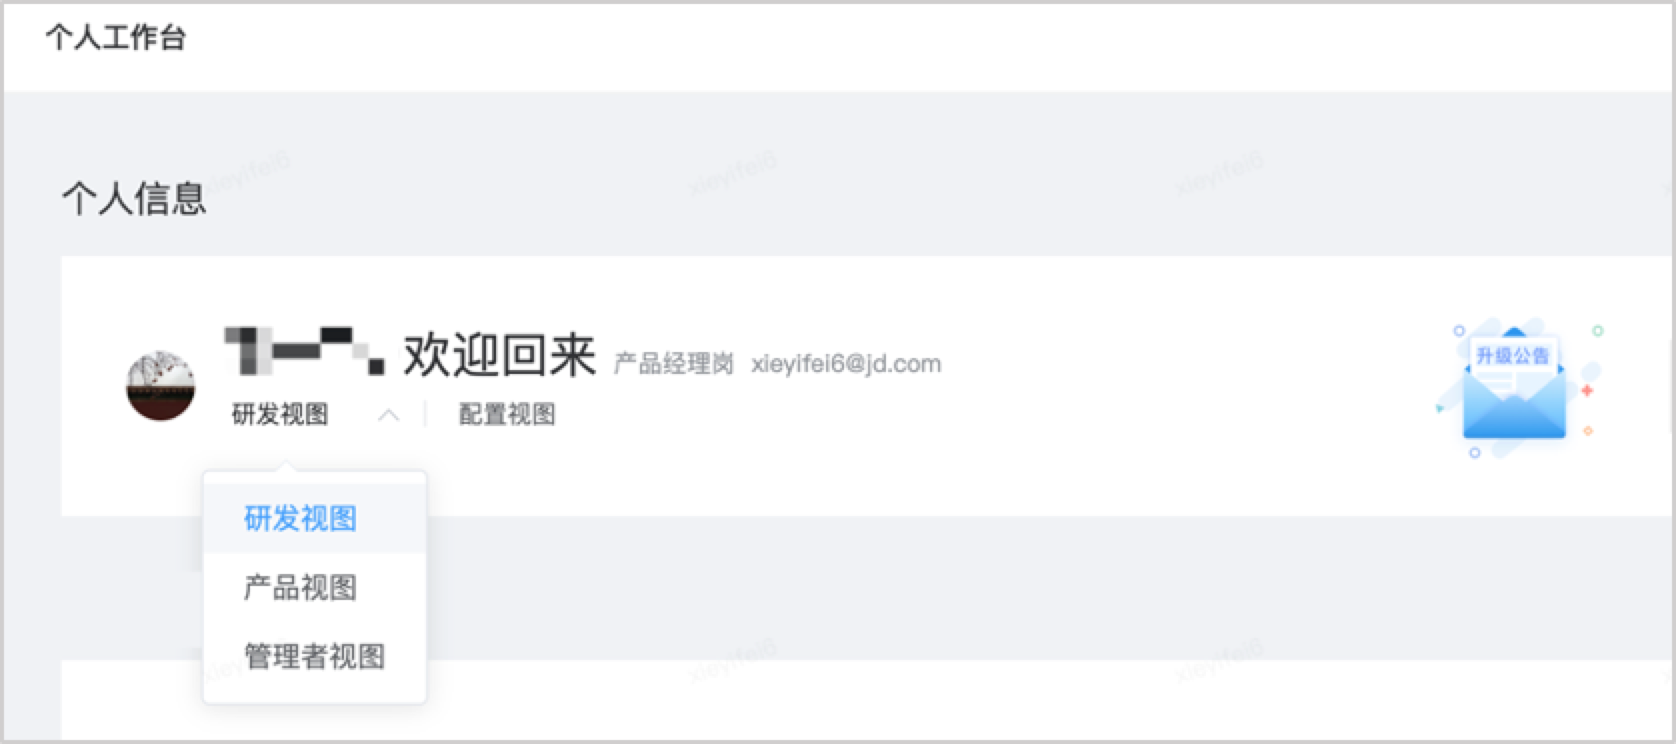 个人工作台
xieyifei6 xieyifei6 xieyifei6
个人信息
欢迎回来 产品经理岗 xieyifei6@jd.com
升级公告
研发视图 配置视图
研发视图
产品视图
管理者视图
xieyifei6 xieyifei6 xieyifei6